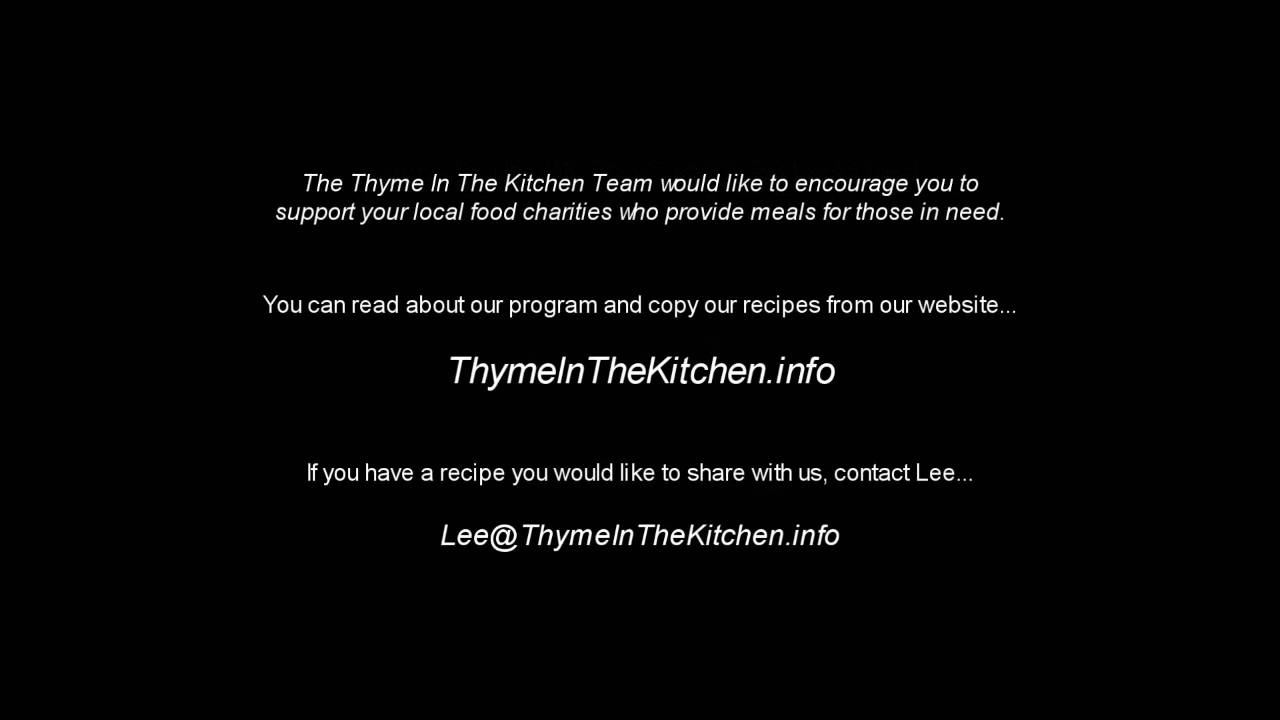 The Thyme In The Kitchen Team would like to encourage you to
support your local food charities who provide meals for those in need.
You can read about our program and copy our recipes from our website...
ThymeInTheKitchen.info
If you have a recipe you would like to share with us, contact Lee...
Lee@ThymeInTheKitchen.info